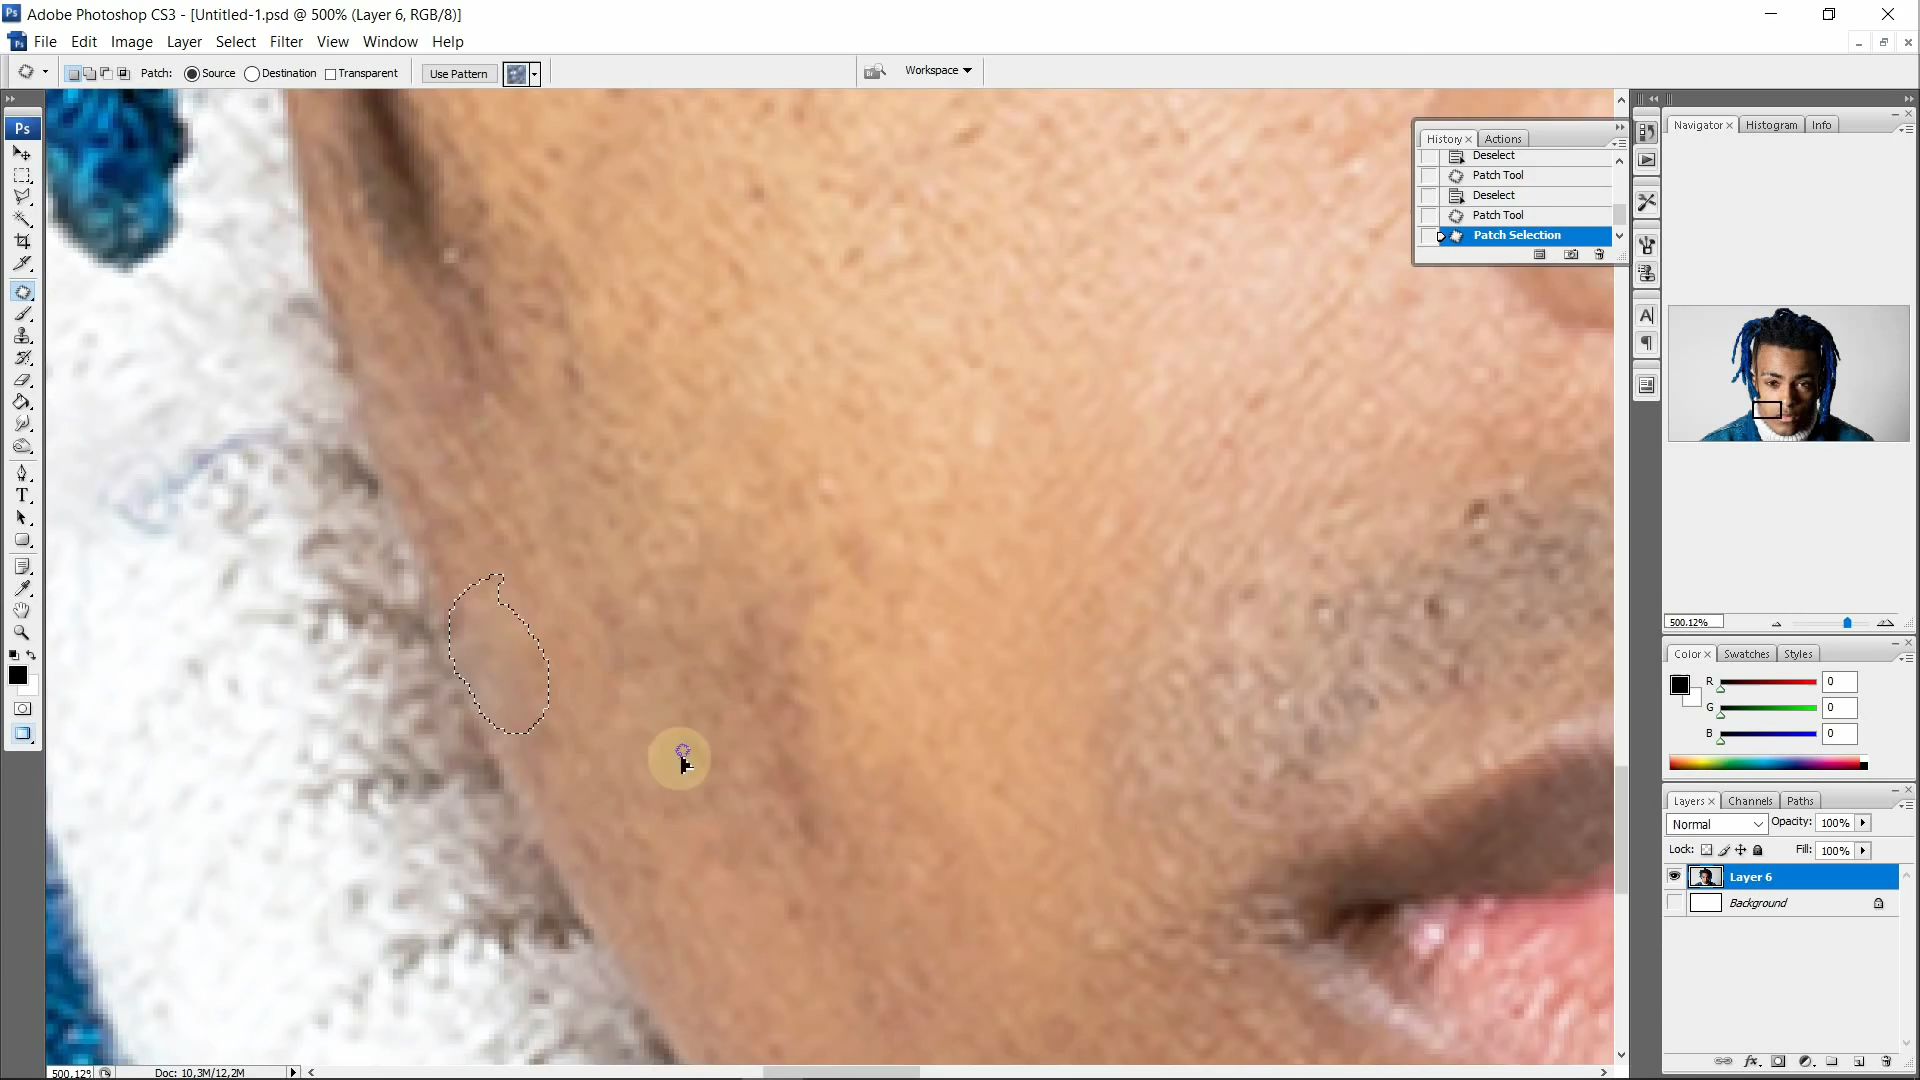 Adobe Photoshop CS3 - [Untitled-1.psd @ 500% (Layer 6, RGB/8)]
File Edit Image Layer Select Filter View Window Help
Patch: Source Destination Transparent Use Pattern Workspace
Ps
History Actions
Deselect
Patch Tool
Deselect
Patch Tool
Patch Selection
Navigator Histogram Info
500.12%
Color Swatches Styles
R 0
G 0
B 0
Layers Channels Paths
Normal Opacity: 100%
Lock: Fill: 100%
Layer 6
Background
500,12% Doc: 10,3M/12,2M